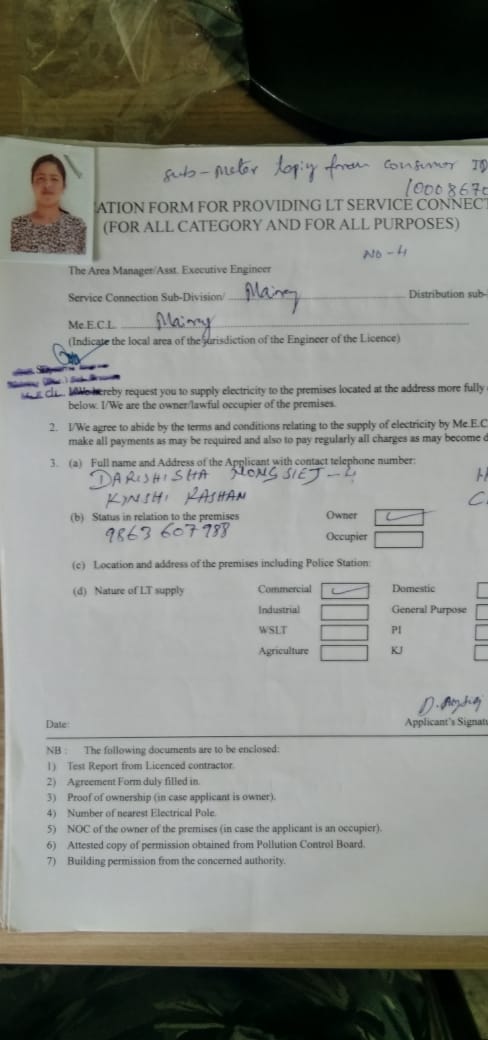 Sub-Meter from Consumer ID
ATION FORM FOR PROVIDING LT SERVICE CONNECT
(FOR ALL CATEGORY AND FOR ALL PURPOSES)
NO-4
The Area Manager/Asst. Executive Engineer
Service Connection Sub-Division/ Distribution sub-
Me.E.C.L.
(Indicate the local area of the jurisdiction of the Engineer of the Licence)
hereby request you to supply electricity to the premises located at the address more fully
below. I/We are the owner/lawful occupier of the premises.
2. I/We agree to abide by the terms and conditions relating to the supply of electricity by Me.E.C
make all payments as may be required and also to pay regularly all charges as may become d
3. (a) Full name and Address of the Applicant with contact telephone number:
DARISHISHA NONGSIEJ
KYNSHI RASHAN
(b) Status in relation to the premises Owner
9863607988 Occupier
(c) Location and address of the premises including Police Station:
(d) Nature of LT supply Commercial Domestic
Industrial General Purpose
WSLT PI
Agriculture KJ
Date: Applicant's Signatu
NB : The following documents are to be enclosed:
1) Test Report from Licenced contractor.
2) Agreement Form duly filled in.
3) Proof of ownership (in case applicant is owner).
4) Number of nearest Electrical Pole.
5) NOC of the owner of the premises (in case the applicant is an occupier).
6) Attested copy of permission obtained from Pollution Control Board.
7) Building permission from the concerned authority.